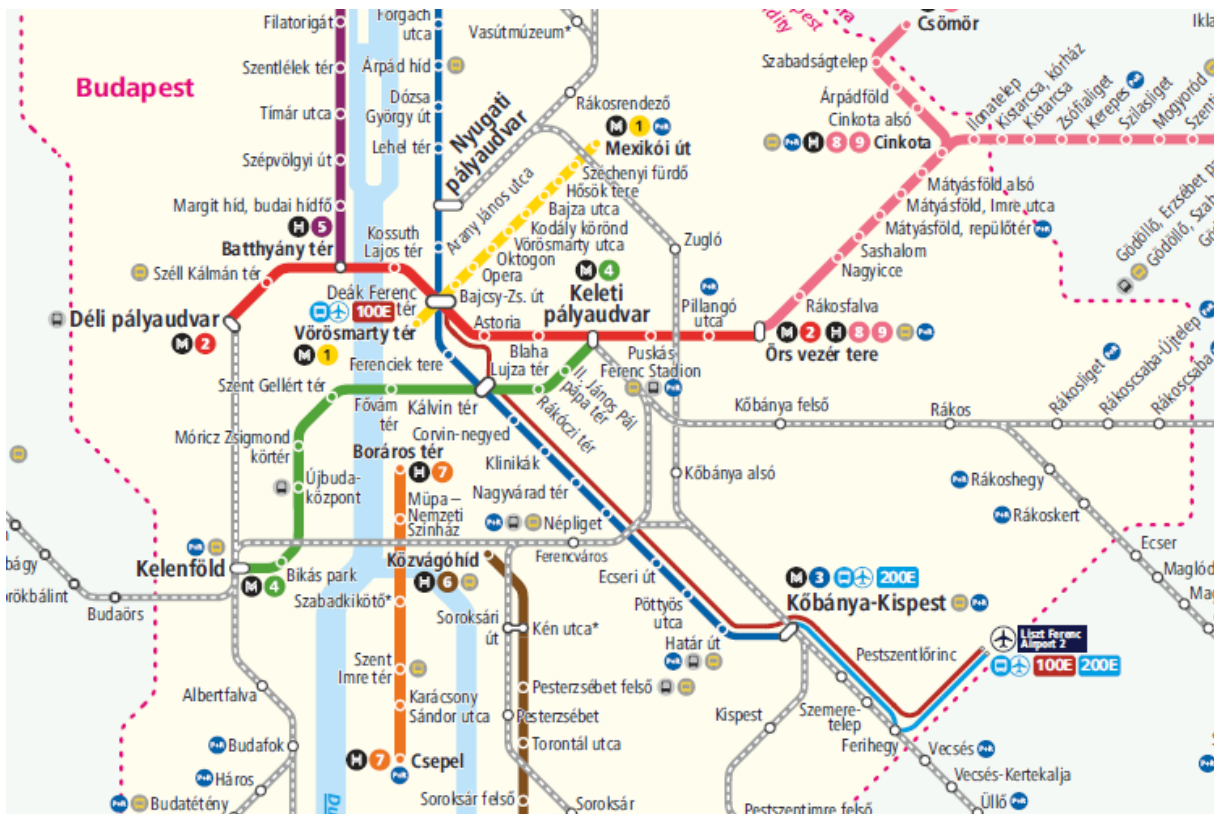 Filatorigát
Forgách
utca
Vasútmúzeum*
Csömör
Szentlélek tér
Árpád híd
Szabadságtelep
Budapest
Tímár utca
Dózsa
György út
Rákosrendező
M 1 P+R
Mexikói út
Árpádföld
Cinkota alsó
H 8 9 Cinkota
P+R
Ilonatelep
Kistarcsa, kórház
Kistarcsa
Zsófialiget
Kerepes P+R
Szilasliget
Mogyoród
Szépvölgyi út
Lehel tér
Nyugati
pályaudvar
Széchenyi fürdő
Hősök tere
Bajza utca
Kodály körönd
Vörösmarty utca
Oktogon
Opera
Bajcsy-Zs. út
Arany János utca
Mátyásföld alsó
Mátyásföld, Imre utca
Mátyásföld, repülőtér P+R
Sashalom
Nagyicce
Rákosfalva
Margit híd, budai hídfő
H 5
Batthyány tér
Kossuth
Lajos tér
Zugló
M 4
Keleti
pályaudvar
P+R
Pillangó
utca
Széll Kálmán tér
Deák Ferenc
tér
100E
Déli pályaudvar
M 2
Vörösmarty tér
M 1
Astoria
Blaha
Lujza tér
Puskás
Ferenc Stadion
P+R
M 2 H 8 9 P+R
Örs vezér tere
Ferenciek tere
Szent Gellért tér
Fővám
tér
Kálvin tér
Rákóczi tér
II. János Pál
pápa tér
Kőbánya felső
Rákos
Rákosliget
Rákoscsaba-Újtelep
Rákoscsaba
Móricz Zsigmond
körtér
Corvin-negyed
Boráros tér
H 7
Klinikák
Kőbánya alsó
P+R Rákoshegy
Újbuda-
központ
Müpa –
Nemzeti
Színház
Nagyvárad tér
P+R Népliget
P+R Rákoskert
Ecser
P+R
Kelenföld
M 4
Bikás park
Közvágóhíd
H 6
Ferencváros
Ecseri út
M 3 200E
Kőbánya-Kispest P+R
Budaörs
Szabadkikötő*
Soroksári
út
Kén utca*
Pöttyös
utca
Határ út
P+R
Liszt Ferenc
Airport 2
100E 200E
Pestszentlőrinc
Szent
Imre tér
Albertfalva
Karácsony
Sándor utca
Pesterzsébet felső
Pesterzsébet
Kispest
Szemere-
telep
Ferihegy
P+R Budafok
H 7 Csepel
P+R
Torontál utca
Vecsés P+R
P+R Háros
Vecsés-Kertekalja
P+R Budatétény
Soroksár felső
Soroksár
Pestszentimre felső
Üllő P+R